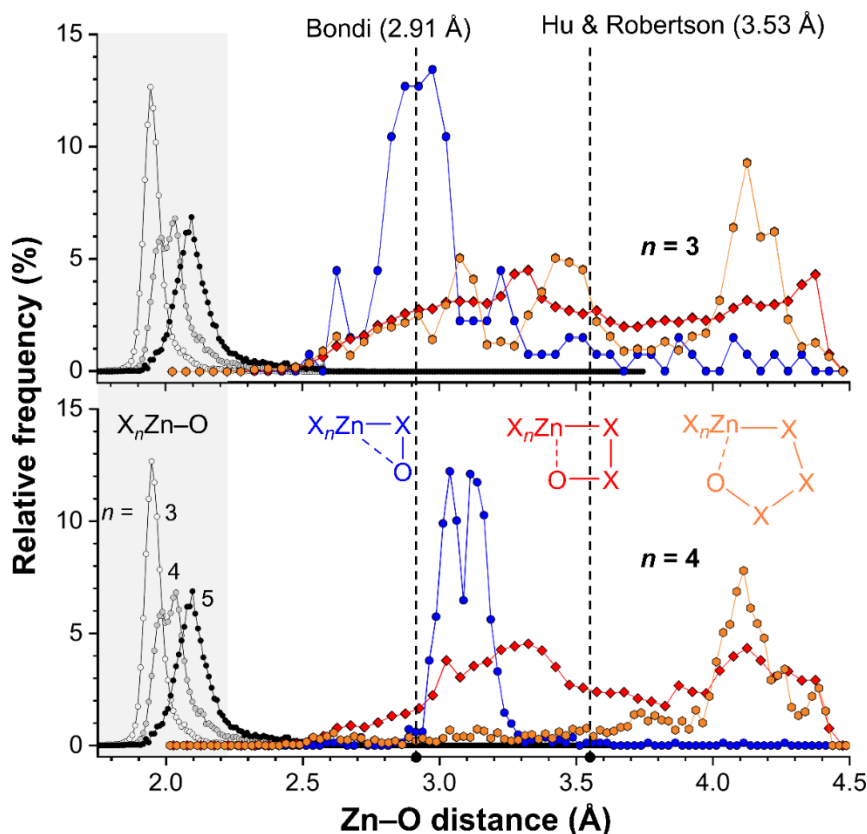 Bondi (2.91 Å) Hu & Robertson (3.53 Å)
Relative frequency (%)
15
10
5
0
n = 3
15
10
5
0
XnZn–O
n = 3
4
5
XnZn X
O
XnZn X
O X
XnZn X
O X
X
n = 4
2.0 2.5 3.0 3.5 4.0 4.5
Zn–O distance (Å)